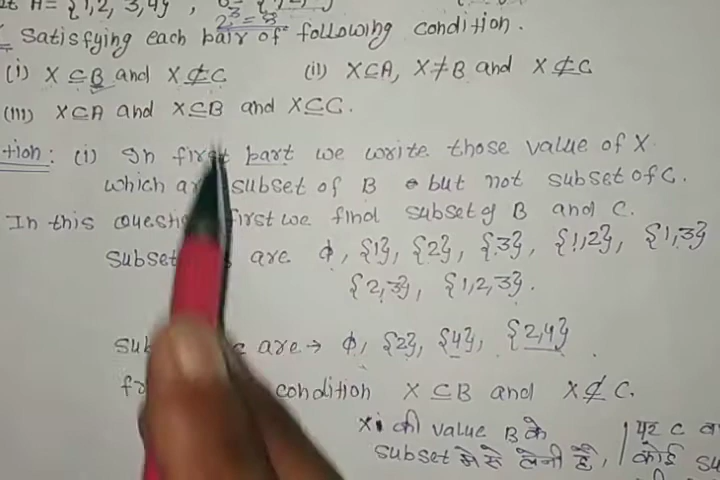 A = {1, 2, 3, 4},
2³ = 8
Satisfying each pair of following condition.
(i) X ⊆ B and X ⊄ C (ii) X ⊆ A, X ≠ B and X ⊄ C
(iii) X ⊆ A and X ⊆ B and X ⊆ C.
tion: (i) In first part we write those value of X
which subset of B but not subset of C.
In this first we find subset of B and C.
subset are ϕ, {1}, {2}, {3}, {1,2}, {1,3}
{2,3}, {1,2,3}.
are → ϕ, {2}, {4}, {2,4}
condition X ⊆ B and X ⊄ C.
की value B के | पर C
subset मे से लेनी है, | कोई